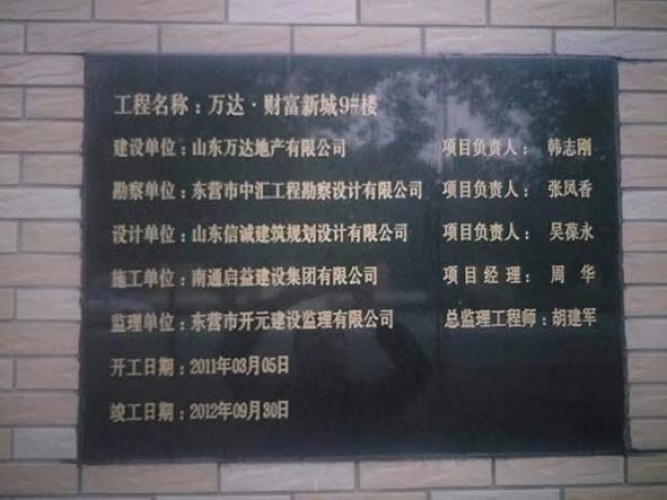 工程名称：万达·财富新城9#楼
建设单位：山东万达地产有限公司 项目负责人： 韩志刚
勘察单位：东营市中汇工程勘察设计有限公司 项目负责人： 张凤香
设计单位：山东信诚建筑规划设计有限公司 项目负责人： 吴葆永
施工单位：南通启益建设集团有限公司 项目经理： 周华
监理单位：东营市开元建设监理有限公司 总监理工程师：胡建军
开工日期：2011年03月05日
竣工日期：2012年09月30日